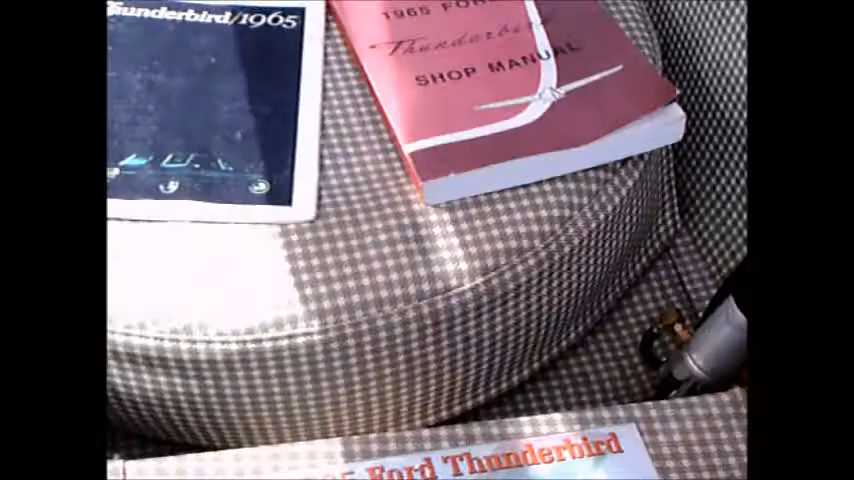 Thunderbird/1965
1965 FORD
Thunderbird
SHOP MANUAL
Ford Thunderbird